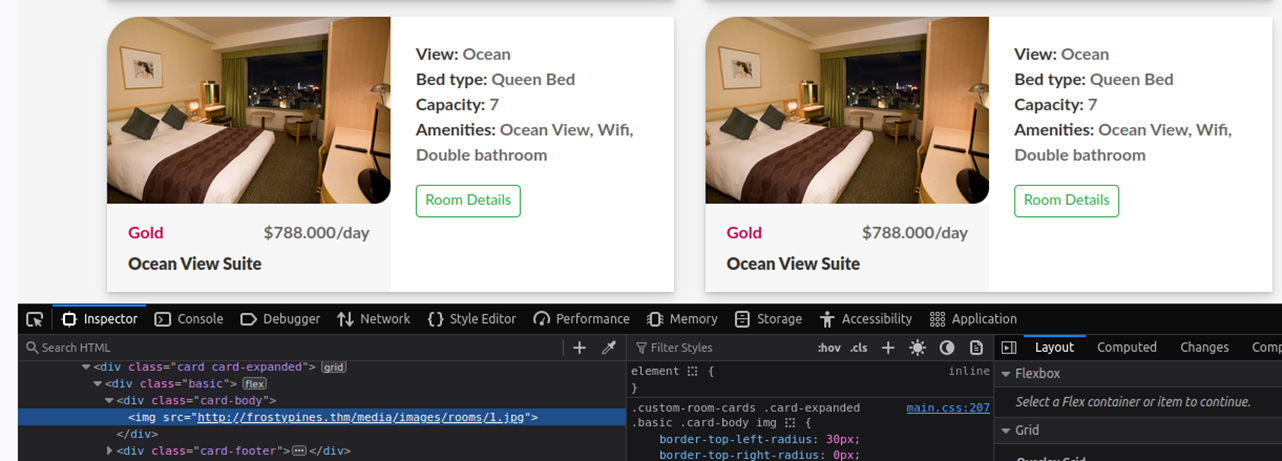 View: Ocean
Bed type: Queen Bed
Capacity: 7
Amenities: Ocean View, Wifi,
Double bathroom
Room Details
Gold $788.000/day
Ocean View Suite
View: Ocean
Bed type: Queen Bed
Capacity: 7
Amenities: Ocean View, Wifi,
Double bathroom
Room Details
Gold $788.000/day
Ocean View Suite
Inspector Console Debugger Network {} Style Editor Performance Memory Storage Accessibility Application
Search HTML + Filter Styles :hov .cls + Layout Computed Changes Comp
<div class="card card-expanded"> grid
<div class="basic"> flex
<div class="card-body">
<img src="http://frostypines.thm/media/images/rooms/1.jpg">
</div>
<div class="card-footer"> ... </div>
element { inline
}
.custom-room-cards .card-expanded main.css:207
.basic .card-body img {
border-top-left-radius: 30px;
border-top-right-radius: 0px;
Flexbox
Select a Flex container or item to continue.
Grid
Overlay Grid